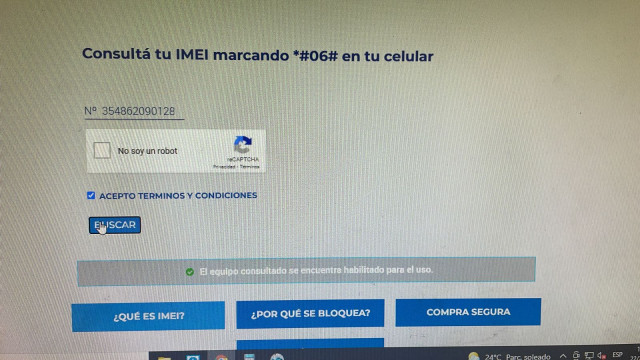 Consultá tu IMEI marcando *#06# en tu celular
Nº 354862090128
No soy un robot
reCAPTCHA
Privacidad - Términos
ACEPTO TERMINOS Y CONDICIONES
BUSCAR
El equipo consultado se encuentra habilitado para el uso.
¿QUÉ ES IMEI?
¿POR QUÉ SE BLOQUEA?
COMPRA SEGURA
24°C Parc. soleado
ESP